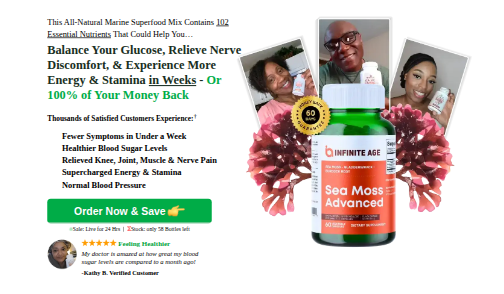 This All-Natural Marine Superfood Mix Contains 102
Essential Nutrients That Could Help You…
Balance Your Glucose, Relieve Nerve
Discomfort, & Experience More
Energy & Stamina in Weeks - Or
100% of Your Money Back
Thousands of Satisfied Customers Experience:†
Fewer Symptoms in Under a Week
Healthier Blood Sugar Levels
Relieved Knee, Joint, Muscle & Nerve Pain
Supercharged Energy & Stamina
Normal Blood Pressure
Order Now & Save
Sale: Live for 24 Hrs | Stock: only 58 Bottles left
Feeling Healthier
My doctor is amazed at how great my blood
sugar levels are compared to a month ago!
-Kathy B. Verified Customer
60
DAYS
INFINITE AGE
Sea Moss
Advanced